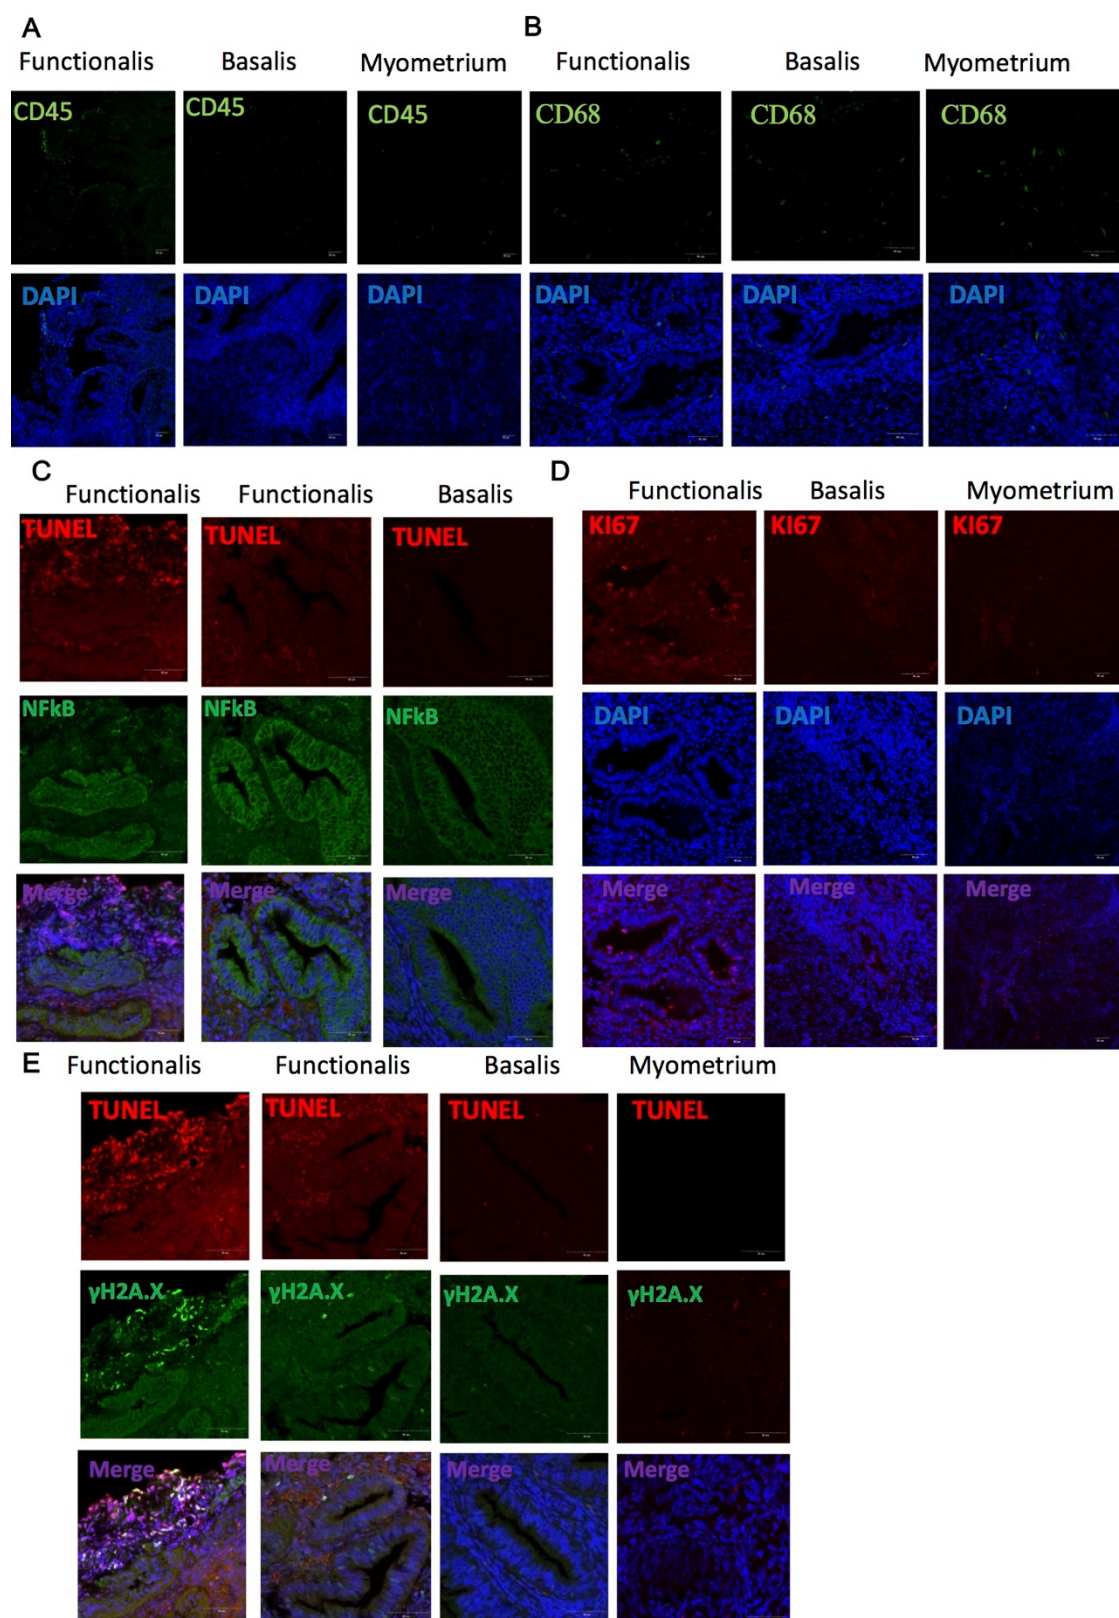 A
B
Functionalis Basalis Myometrium Functionalis Basalis Myometrium
CD45 CD45 CD45 CD68 CD68 CD68
DAPI DAPI DAPI DAPI DAPI DAPI
C
D
Functionalis Functionalis Basalis Functionalis Basalis Myometrium
TUNEL TUNEL TUNEL KI67 KI67 KI67
NFkB NFkB NFkB DAPI DAPI DAPI
Merge Merge Merge Merge Merge Merge
E Functionalis Functionalis Basalis Myometrium
TUNEL TUNEL TUNEL TUNEL
γH2A.X γH2A.X γH2A.X γH2A.X
Merge Merge Merge Merge